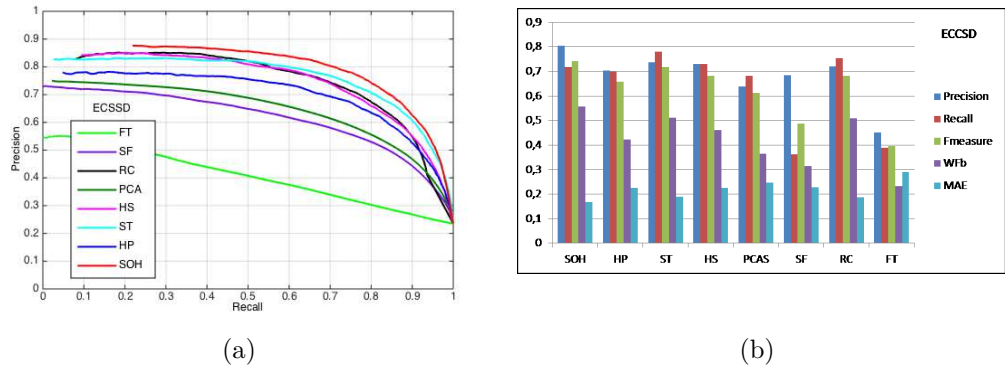 1
0.9
0.8
0.7
0.6
0.5
0.4
0.3
0.2
0.1
0
Precision
ECSSD
FT
SF
RC
PCA
HS
ST
HP
SOH
0 0.1 0.2 0.3 0.4 0.5 0.6 0.7 0.8 0.9 1
Recall
(a)
0,9
0,8
0,7
0,6
0,5
0,4
0,3
0,2
0,1
0
ECCSD
Precision
Recall
Fmeasure
WFb
MAE
SOH HP ST HS PCAS SF RC FT
(b)